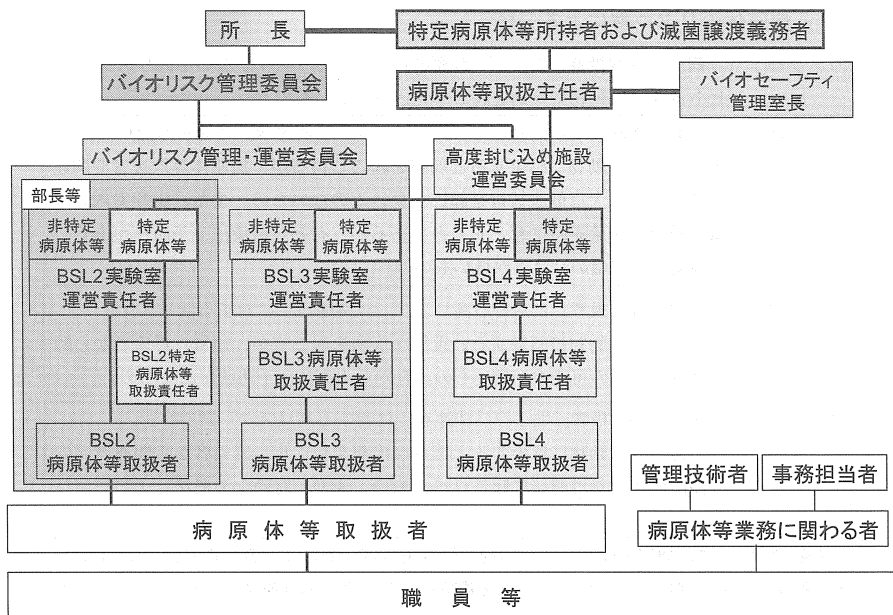 所 長
特定病原体等所持者および滅菌譲渡義務者
バイオリスク管理委員会
病原体等取扱主任者
バイオセーフティ
管理室長
バイオリスク管理・運営委員会
高度封じ込め施設
運営委員会
部長等
非特定
病原体等
特定
病原体等
非特定
病原体等
特定
病原体等
非特定
病原体等
特定
病原体等
BSL2実験室
運営責任者
BSL3実験室
運営責任者
BSL4実験室
運営責任者
BSL2特定
病原体等
取扱責任者
BSL3病原体等
取扱責任者
BSL4病原体等
取扱責任者
BSL2
病原体等取扱者
BSL3
病原体等取扱者
BSL4
病原体等取扱者
管理技術者
事務担当者
病 原 体 等 取 扱 者
病原体等業務に関わる者
職 員 等